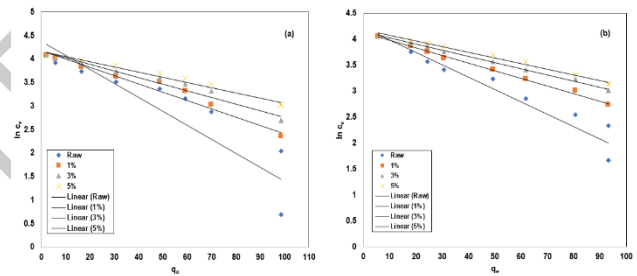 (a)
ln cₑ
5
4.5
4
3.5
3
2.5
2
1.5
1
0.5
0
0 10 20 30 40 50 60 70 80 90 100 110
qₑ
Raw
1%
3%
5%
Linear (Raw)
Linear (1%)
Linear (3%)
Linear (5%)
(b)
ln cₑ
4.5
4
3.5
3
2.5
2
1.5
1
0.5
0
0 10 20 30 40 50 60 70 80 90 100
qₑ
Raw
1%
3%
5%
Linear (Raw)
Linear (1%)
Linear (3%)
Linear (5%)